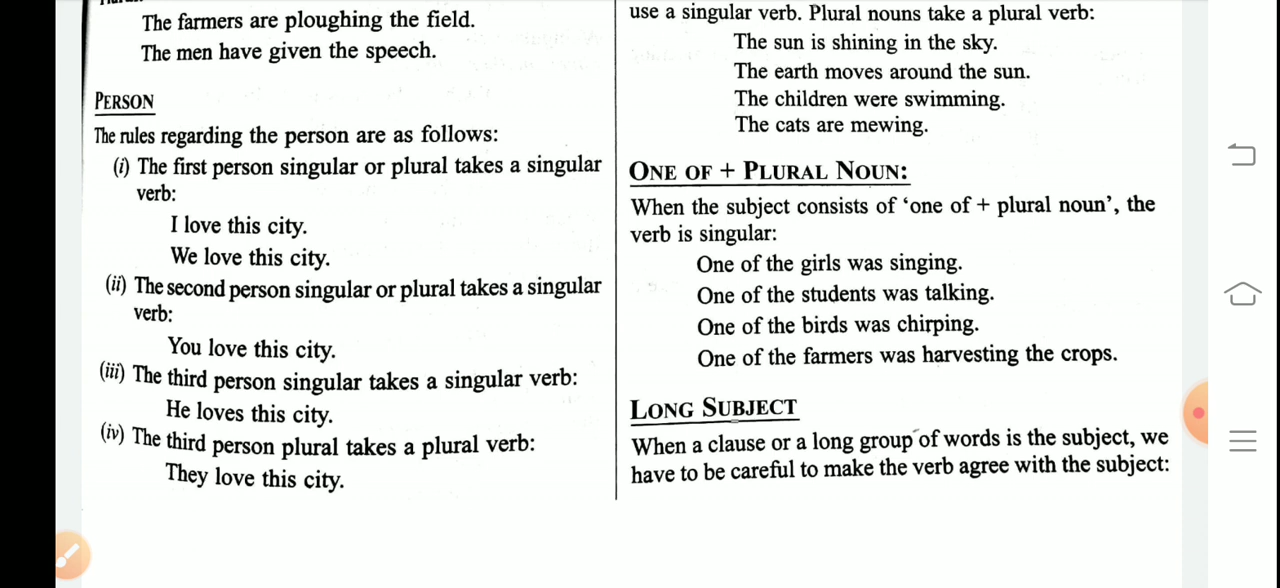 The farmers are ploughing the field.
The men have given the speech.
PERSON
The rules regarding the person are as follows:
(i) The first person singular or plural takes a singular
verb:
I love this city.
We love this city.
(ii) The second person singular or plural takes a singular
verb:
You love this city.
(iii) The third person singular takes a singular verb:
He loves this city.
(iv) The third person plural takes a plural verb:
They love this city.
use a singular verb. Plural nouns take a plural verb:
The sun is shining in the sky.
The earth moves around the sun.
The children were swimming.
The cats are mewing.
ONE OF + PLURAL NOUN:
When the subject consists of ‘one of + plural noun’, the
verb is singular:
One of the girls was singing.
One of the students was talking.
One of the birds was chirping.
One of the farmers was harvesting the crops.
LONG SUBJECT
When a clause or a long group of words is the subject, we
have to be careful to make the verb agree with the subject: